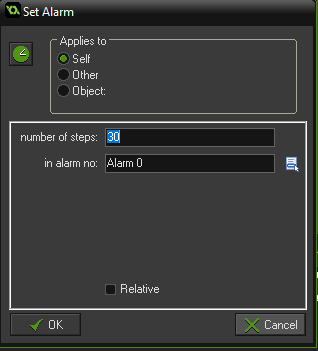 Set Alarm
Applies to
Self
Other
Object:
number of steps: 30
in alarm no: Alarm 0
Relative
OK Cancel